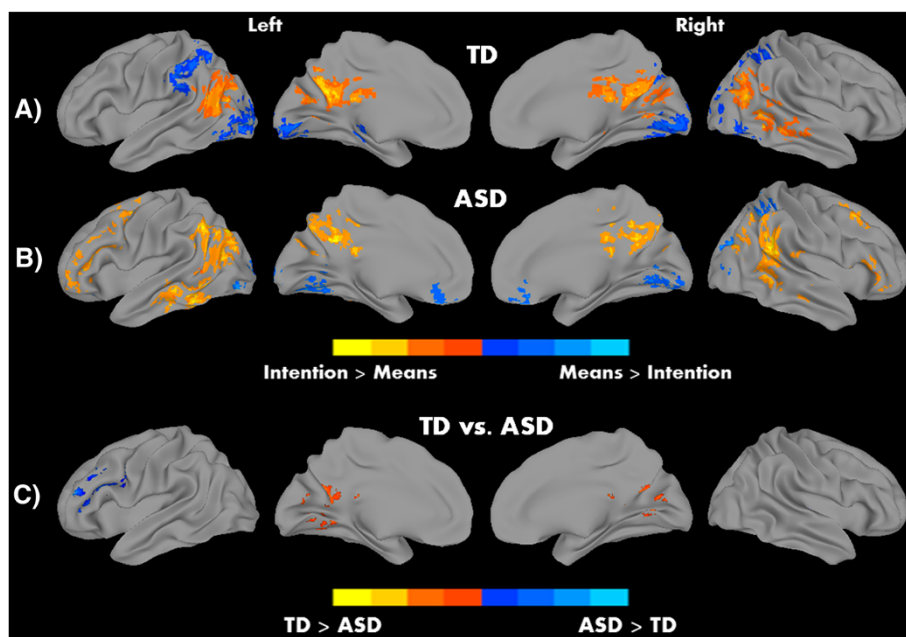 Left
Right
TD
A)
ASD
B)
Intention > Means
Means > Intention
TD vs. ASD
C)
TD > ASD
ASD > TD